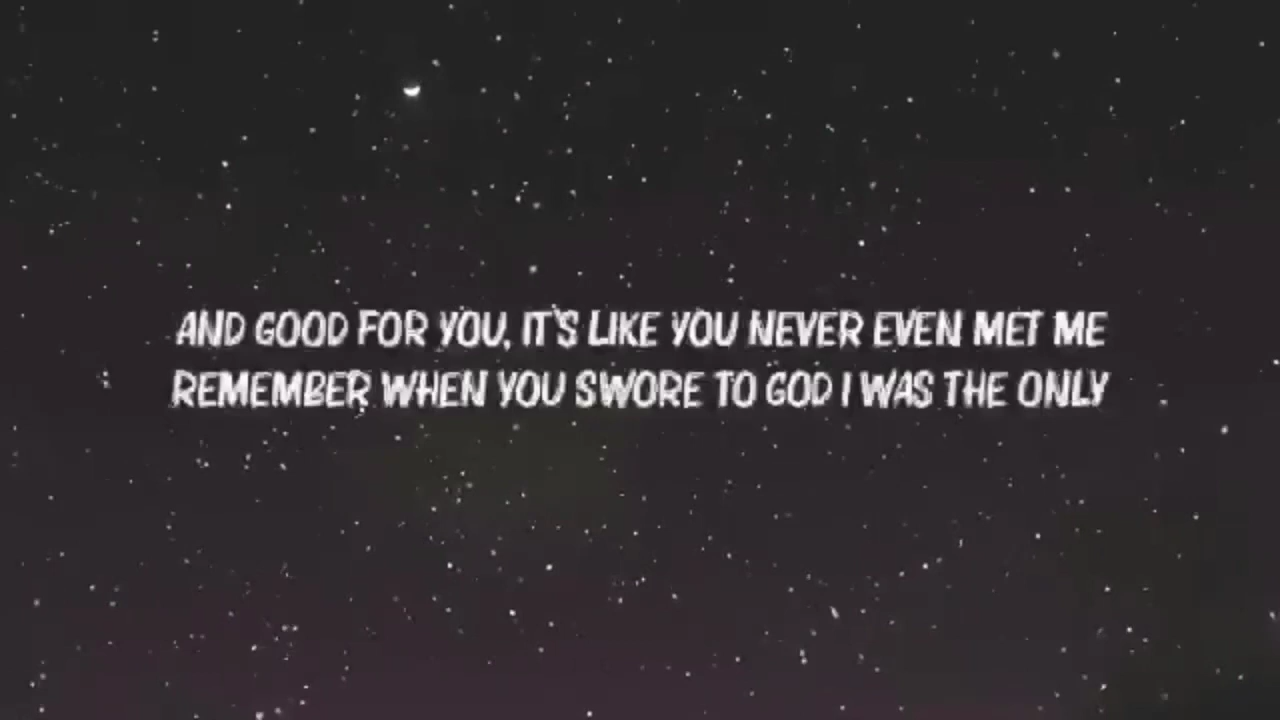 AND GOOD FOR YOU, IT'S LIKE YOU NEVER EVEN MET ME
REMEMBER WHEN YOU SWORE TO GOD I WAS THE ONLY